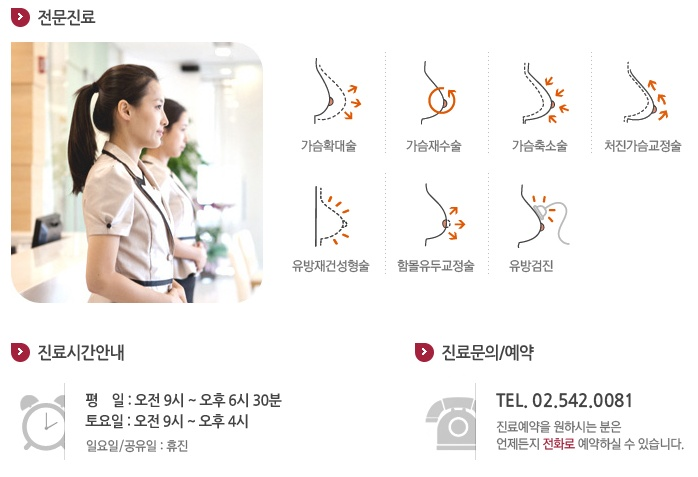 전문진료
가슴확대술
가슴재수술
가슴축소술
처진가슴교정술
유방재건성형술
함몰유두교정술
유방검진
진료시간안내
평 일 : 오전 9시 ~ 오후 6시 30분
토요일 : 오전 9시 ~ 오후 4시
일요일/공유일 : 휴진
진료문의/예약
TEL. 02.542.0081
진료예약을 원하시는 분은
언제든지 전화로 예약하실 수 있습니다.